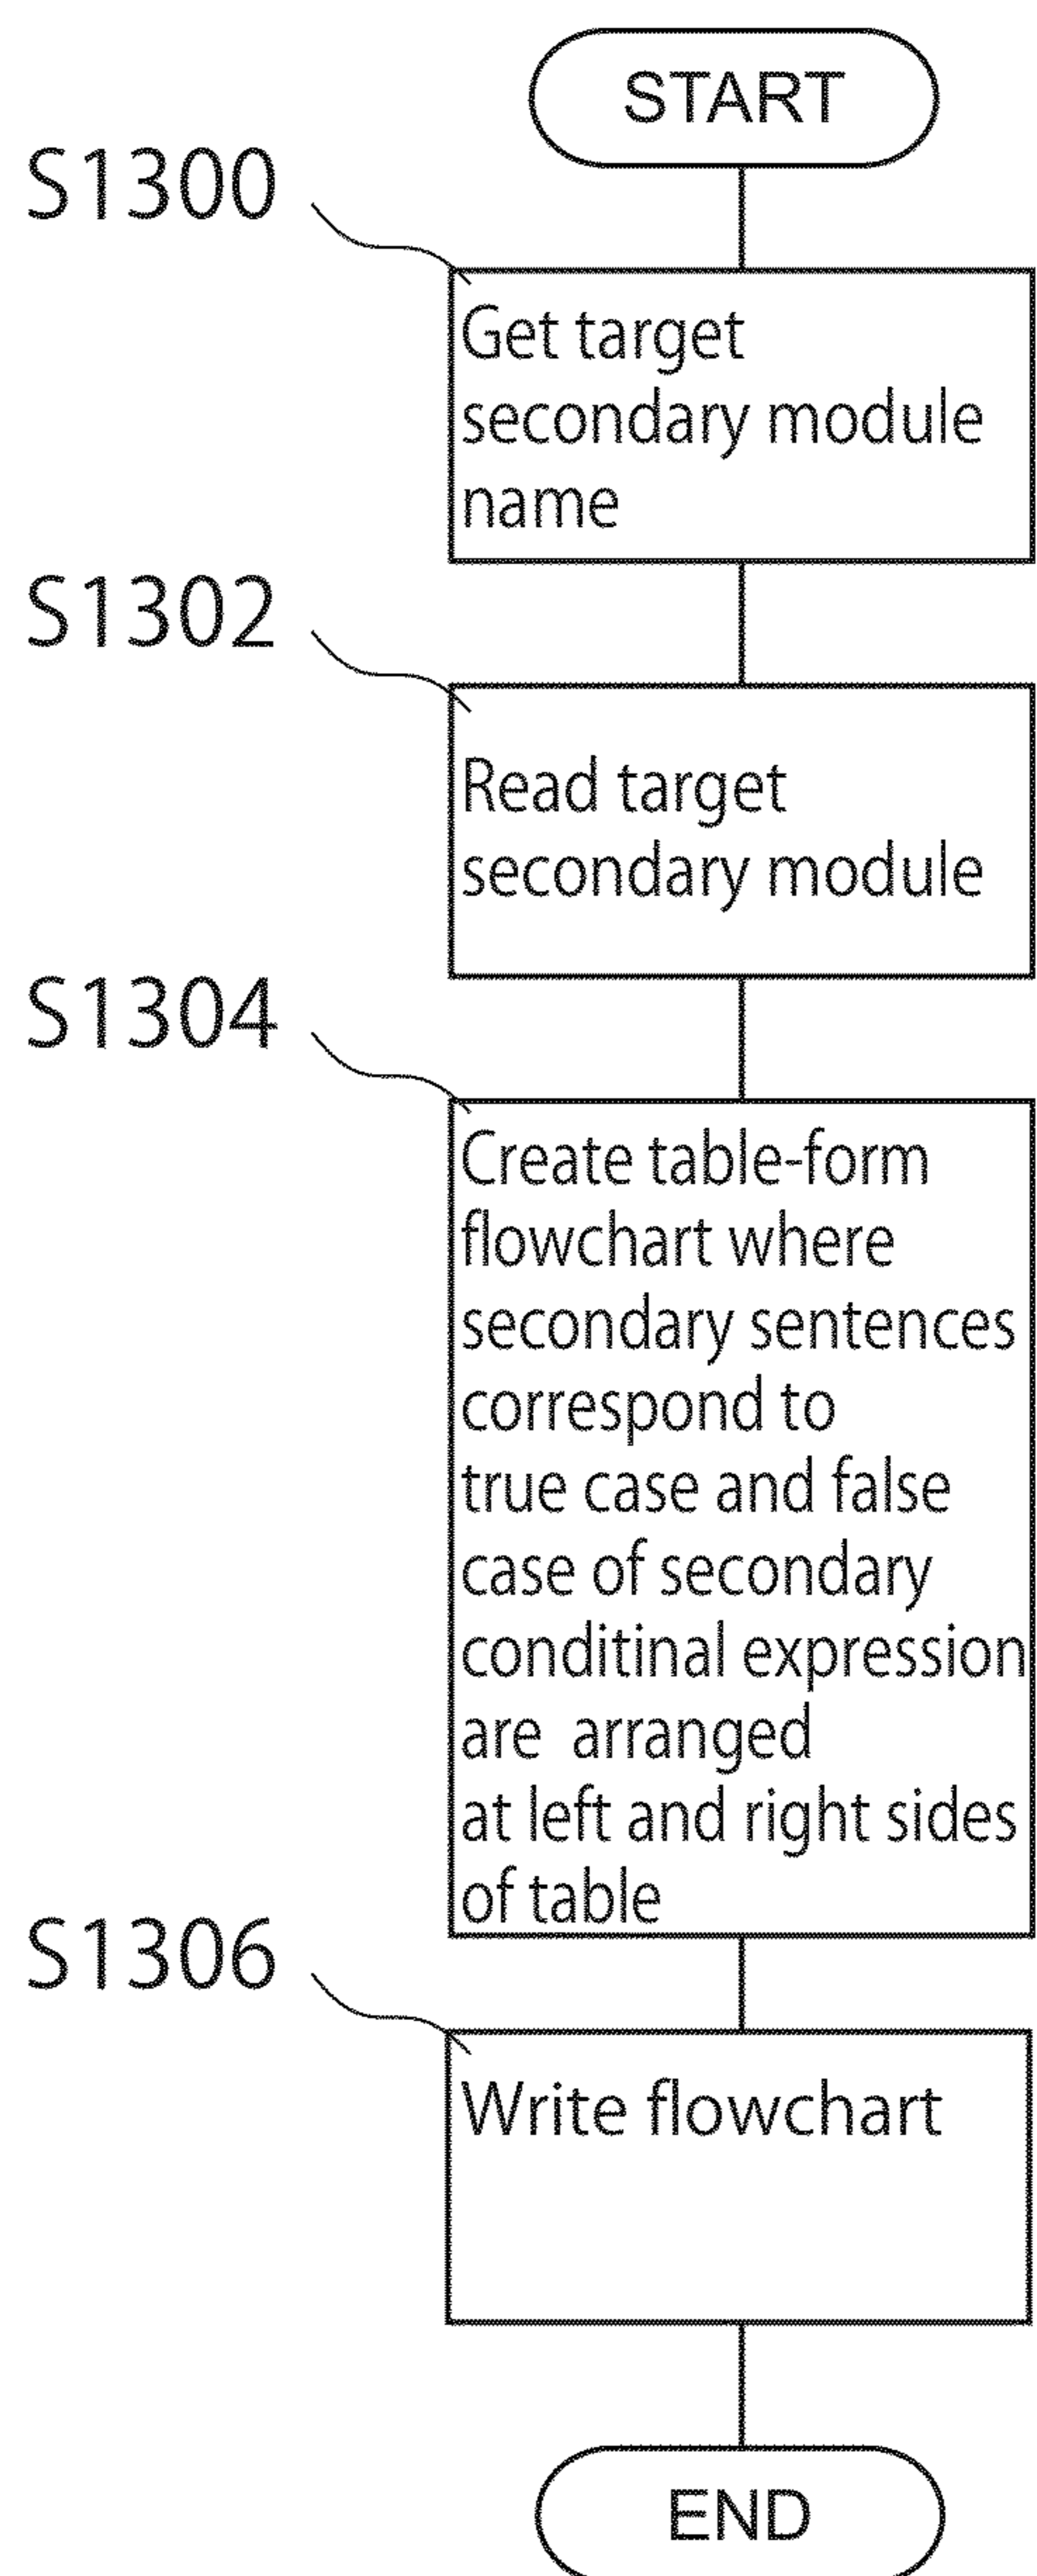 START
S1300
Get target
secondary module
name
S1302
Read target
secondary module
S1304
Create table-form
flowchart where
secondary sentences
correspond to
true case and false
case of secondary
conditinal expression
are arranged
at left and right sides
of table
S1306
Write flowchart
END